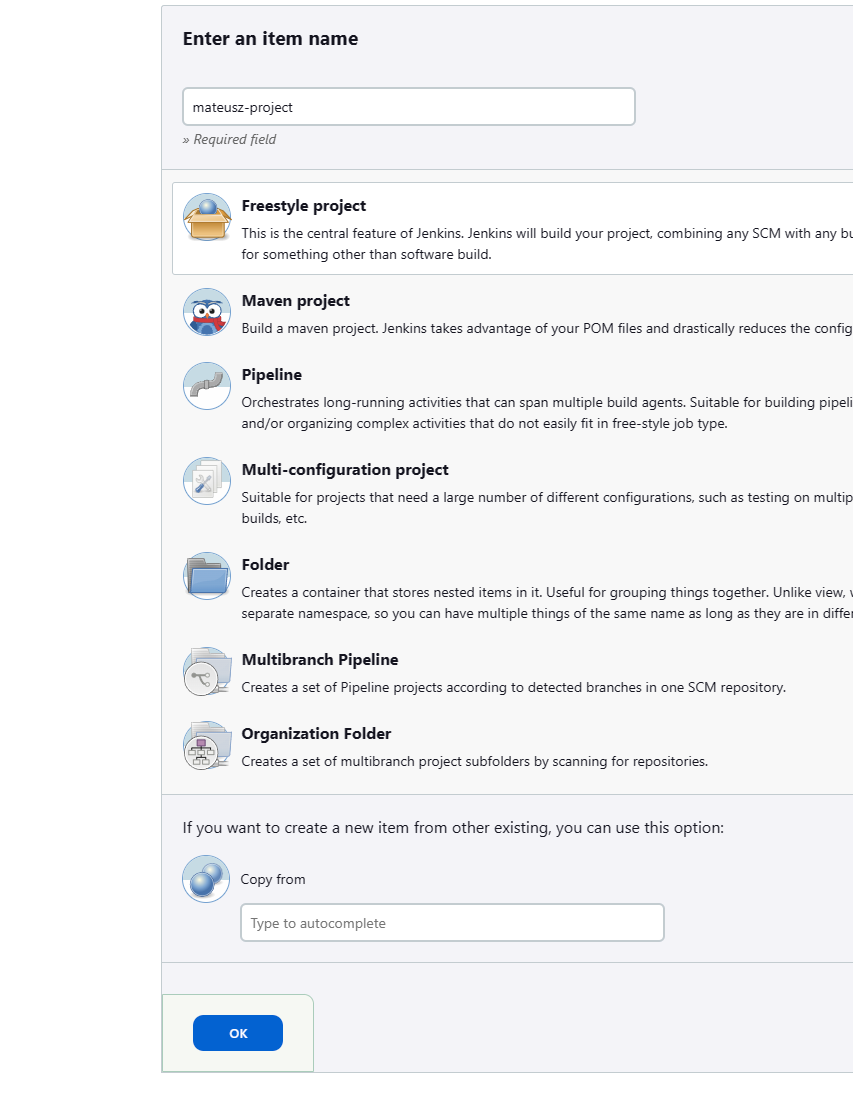 Enter an item name
mateusz-project
» Required field
Freestyle project
This is the central feature of Jenkins. Jenkins will build your project, combining any SCM with any bu
for something other than software build.
Maven project
Build a maven project. Jenkins takes advantage of your POM files and drastically reduces the config
Pipeline
Orchestrates long-running activities that can span multiple build agents. Suitable for building pipeli
and/or organizing complex activities that do not easily fit in free-style job type.
Multi-configuration project
Suitable for projects that need a large number of different configurations, such as testing on multip
builds, etc.
Folder
Creates a container that stores nested items in it. Useful for grouping things together. Unlike view, w
separate namespace, so you can have multiple things of the same name as long as they are in differ
Multibranch Pipeline
Creates a set of Pipeline projects according to detected branches in one SCM repository.
Organization Folder
Creates a set of multibranch project subfolders by scanning for repositories.
If you want to create a new item from other existing, you can use this option:
Copy from
Type to autocomplete
OK